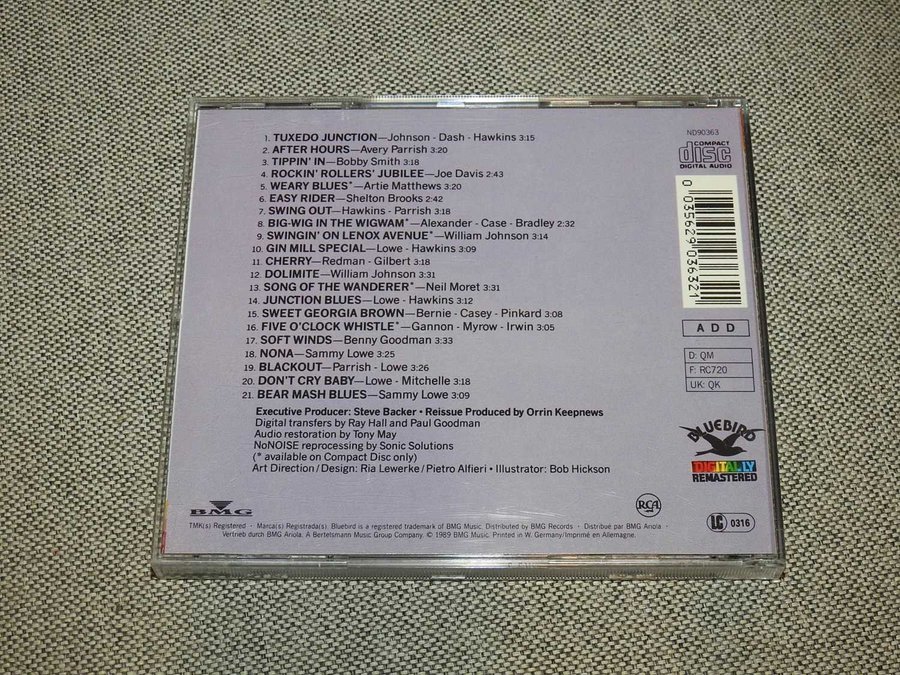 1. TUXEDO JUNCTION—Johnson - Dash - Hawkins 3:15
2. AFTER HOURS—Avery Parrish 3:20
3. TIPPIN' IN—Bobby Smith 3:18
4. ROCKIN' ROLLERS' JUBILEE—Joe Davis 2:43
5. WEARY BLUES*—Artie Matthews 3:20
6. EASY RIDER—Shelton Brooks 2:42
7. SWING OUT—Hawkins - Parrish 3:18
8. BIG-WIG IN THE WIGWAM*—Alexander - Case - Bradley 2:32
9. SWINGIN' ON LENOX AVENUE*—William Johnson 3:14
10. GIN MILL SPECIAL—Lowe - Hawkins 3:09
11. CHERRY—Redman - Gilbert 3:18
12. DOLIMITE—William Johnson 3:31
13. SONG OF THE WANDERER*—Neil Moret 3:31
14. JUNCTION BLUES—Lowe - Hawkins 3:12
15. SWEET GEORGIA BROWN—Bernie - Casey - Pinkard 3:08
16. FIVE O'CLOCK WHISTLE*—Gannon - Myrow - Irwin 3:05
17. SOFT WINDS—Benny Goodman 3:33
18. NONA—Sammy Lowe 3:25
19. BLACKOUT—Parrish - Lowe 3:26
20. DON'T CRY BABY—Lowe - Mitchelle 3:18
21. BEAR MASH BLUES—Sammy Lowe 3:09
Executive Producer: Steve Backer • Reissue Produced by Orrin Keepnews
Digital transfers by Ray Hall and Paul Goodman
Audio restoration by Tony May
NoNOISE reprocessing by Sonic Solutions
(* available on Compact Disc only)
Art Direction/Design: Ria Lewerke/Pietro Alfieri • Illustrator: Bob Hickson
ND90363
COMPACT
disc
DIGITAL AUDIO
0 035629 036321
A D D
D: QM
F: RC720
UK: QK
BLUEBIRD
DIGITALLY
REMASTERED
BMG
RCA
LC 0316
TMK(s) Registered · Marca(s) Registrada(s). Bluebird is a registered trademark of BMG Music. Distributed by BMG Records · Distribué par BMG Ariola ·
Vertrieb durch BMG Ariola. A Bertelsmann Music Group Company. © 1989 BMG Music. Printed in W. Germany/Imprimé en Allemagne.